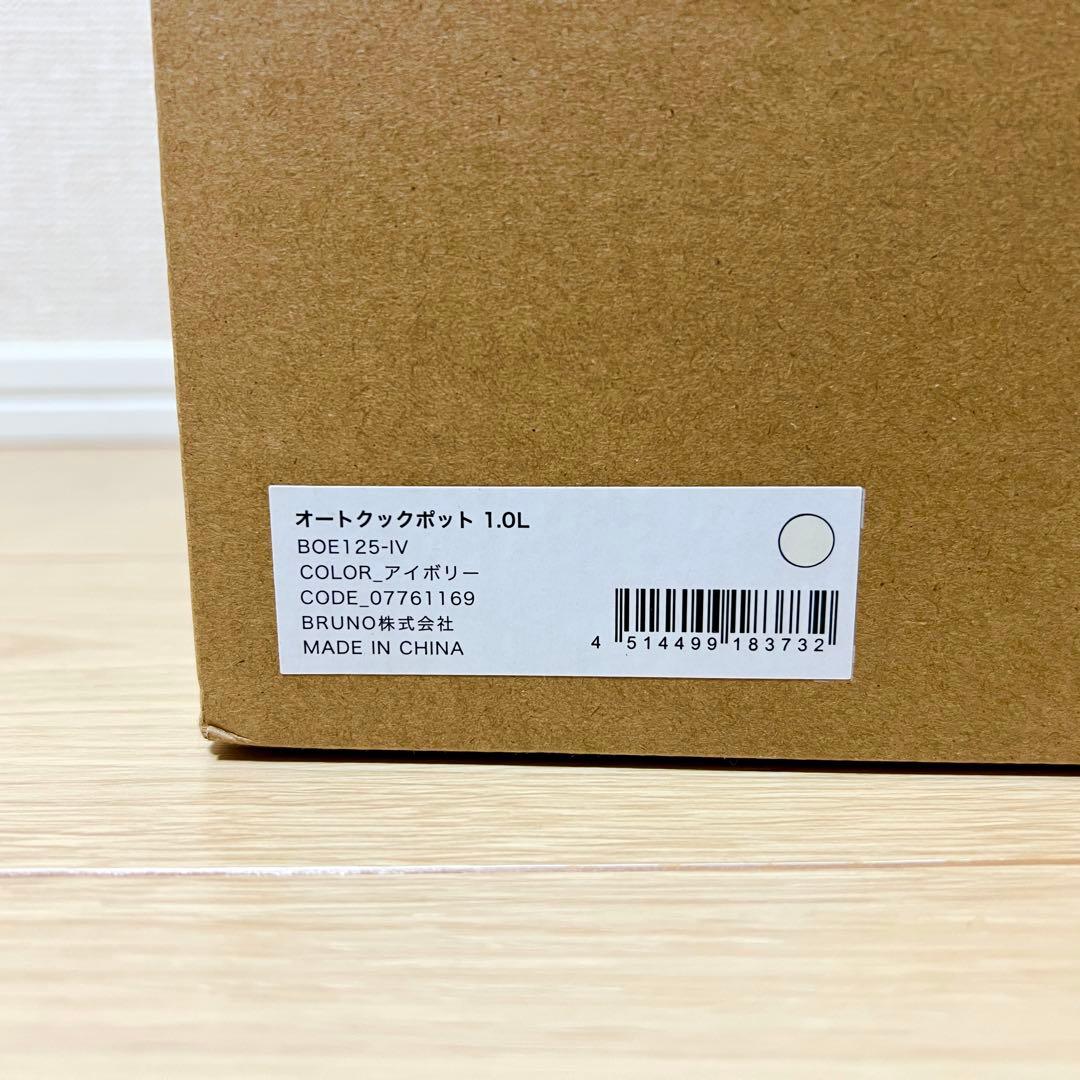 オートクックポット 1.0L
BOE125-IV
COLOR_アイボリー
CODE_07761169
BRUNO株式会社
MADE IN CHINA
4 514499 183732